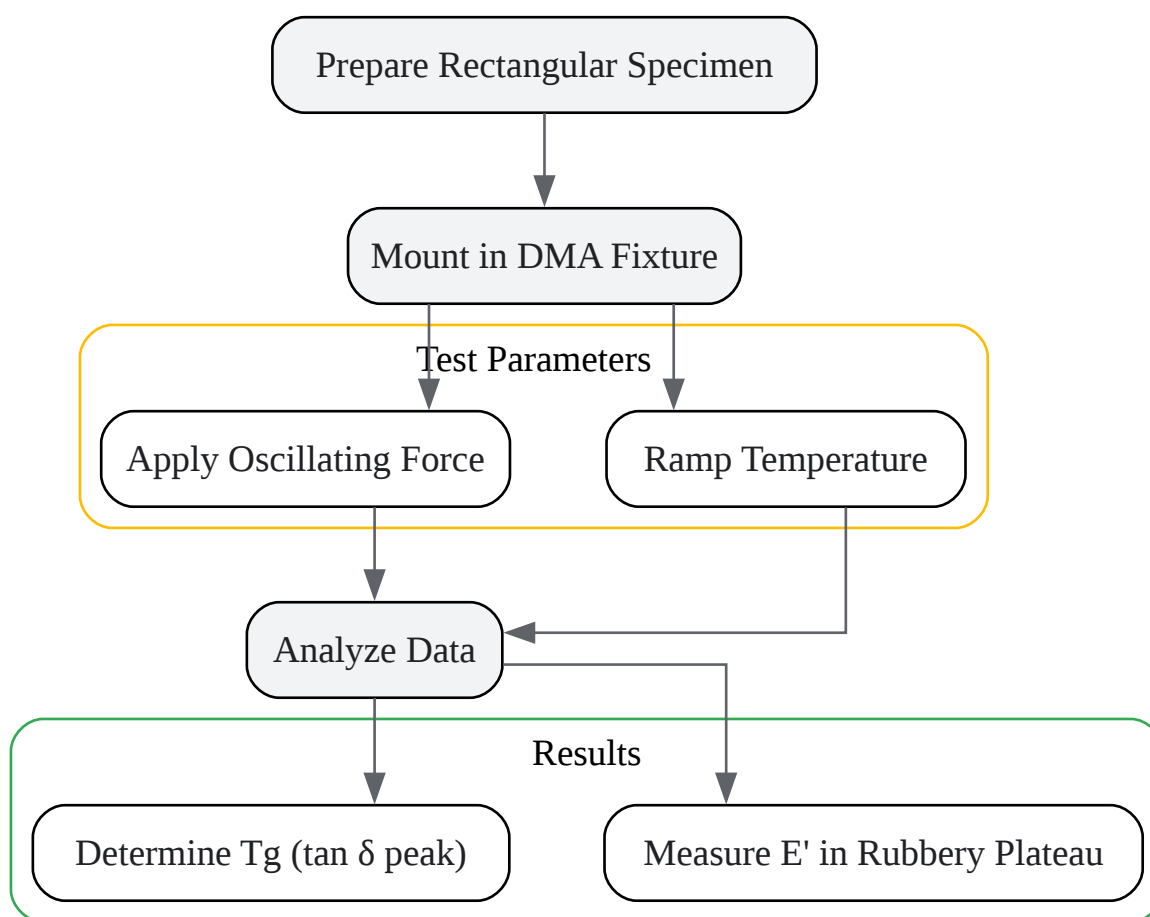 Prepare Rectangular Specimen
Mount in DMA Fixture
Test Parameters
Apply Oscillating Force
Ramp Temperature
Analyze Data
Results
Determine Tg (tan δ peak)
Measure E' in Rubbery Plateau